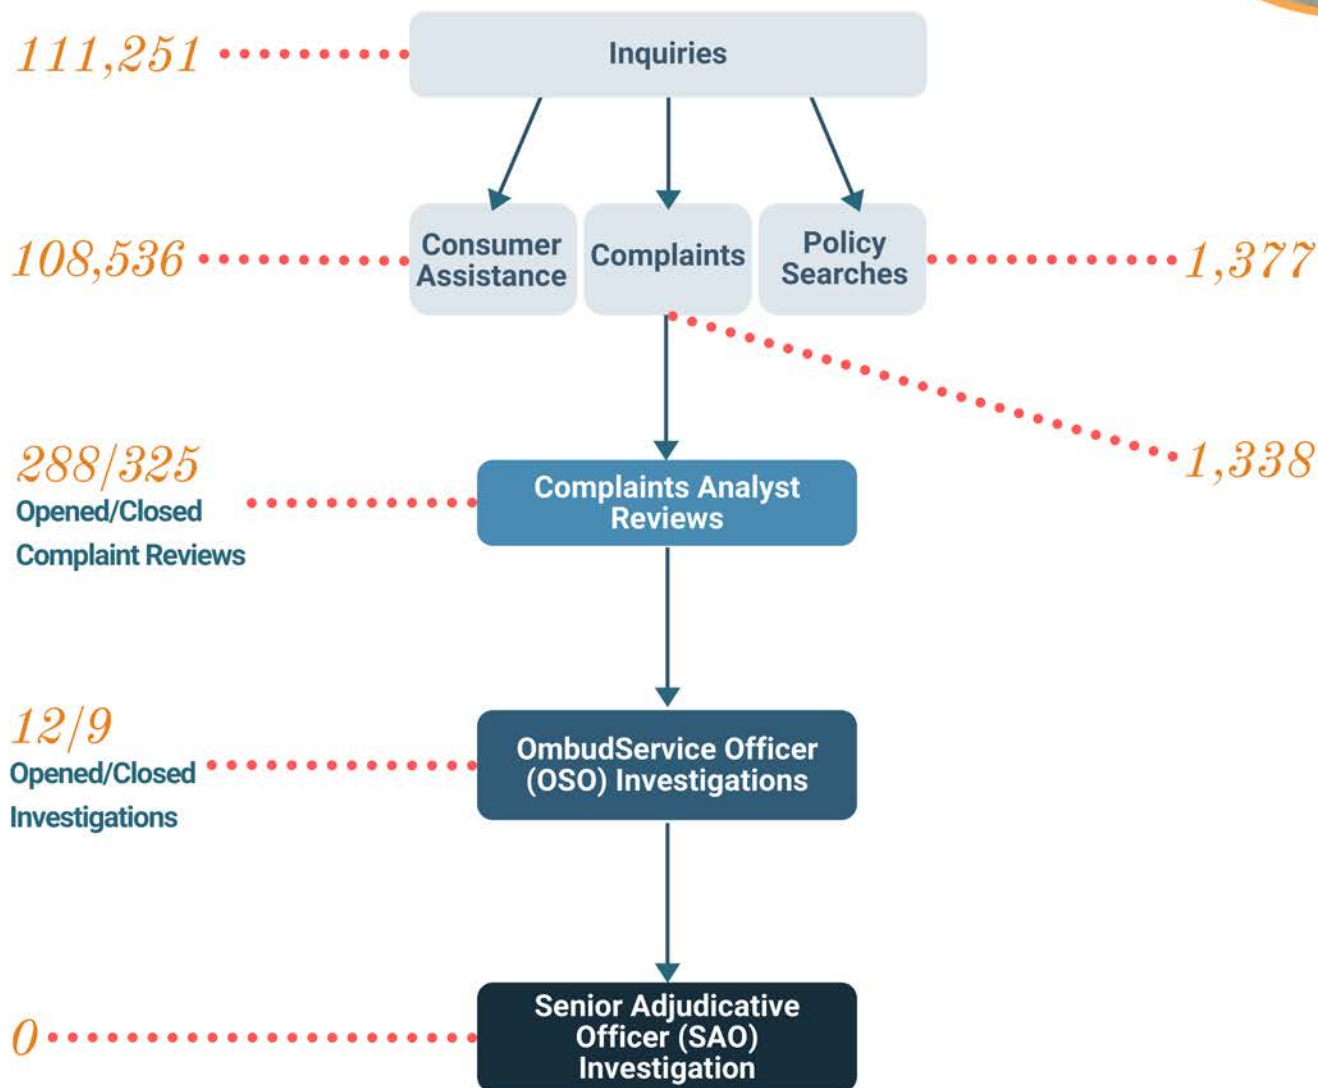 111,251
Inquiries
108,536
Consumer
Assistance
Complaints
Policy
Searches
1,377
1,338
288/325
Opened/Closed
Complaint Reviews
Complaints Analyst
Reviews
12/9
Opened/Closed
Investigations
OmbudService Officer
(OSO) Investigations
0
Senior Adjudicative
Officer (SAO)
Investigation